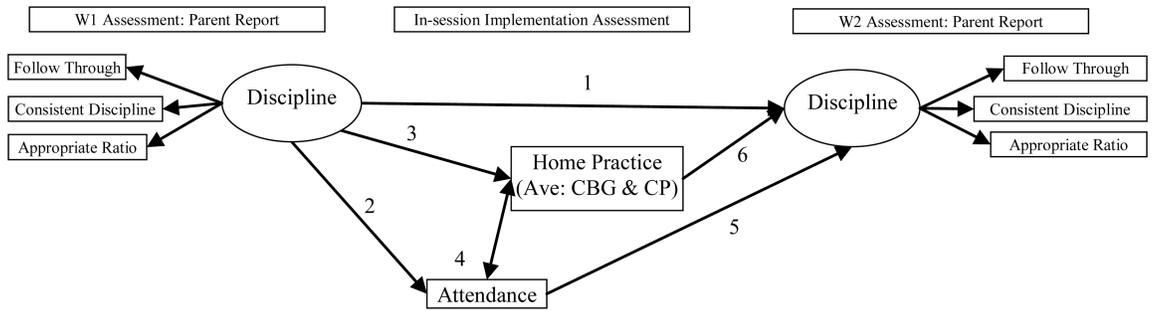 W1 Assessment: Parent Report
In-session Implementation Assessment
W2 Assessment: Parent Report
Follow Through
Consistent Discipline
Appropriate Ratio
Discipline
1
Discipline
Follow Through
Consistent Discipline
Appropriate Ratio
3
Home Practice
(Ave: CBG & CP)
6
2
5
4
Attendance